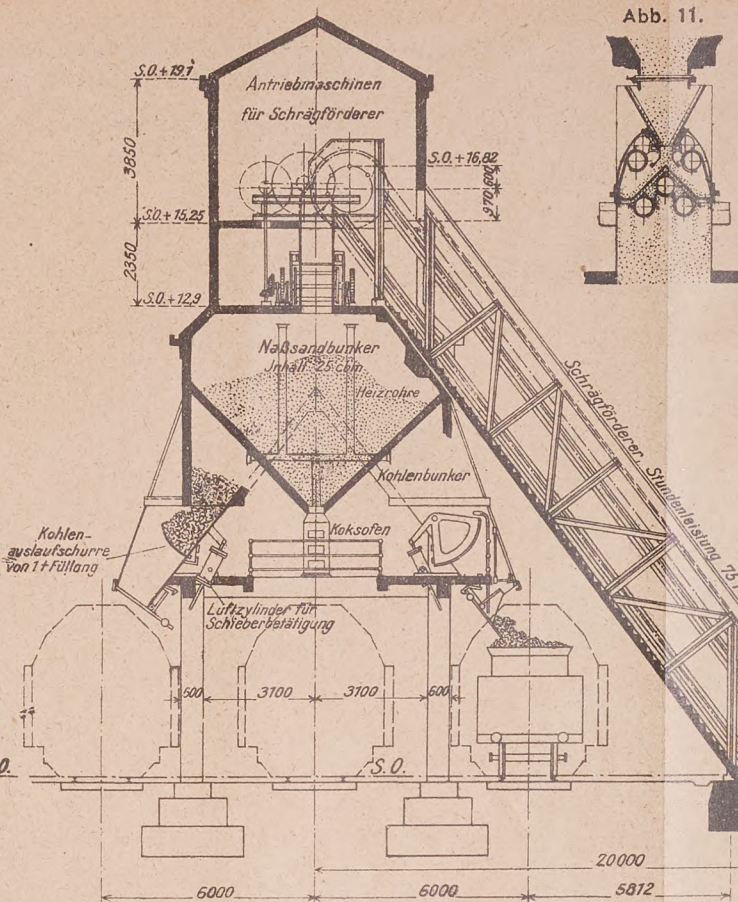 Abb. 11.
S.O.+19,1
Antriebmaschinen
für Schrägförderer
3850
S.O.+16,82
600
970
S.O.+15,25
2350
S.O.+12,9
Naßsandbunker
Inhalt 25 cbm
Heizrohre
Schrägförderer, Stundenleistung 75
Kohlenbunker
Kohlen-
auslaufschurre
von 1 t Füllung
Koksofen
Luftzylinder für
Schieberbetätigung
600
3100
3100
600
O.
S.O.
20000
6000
6000
5812